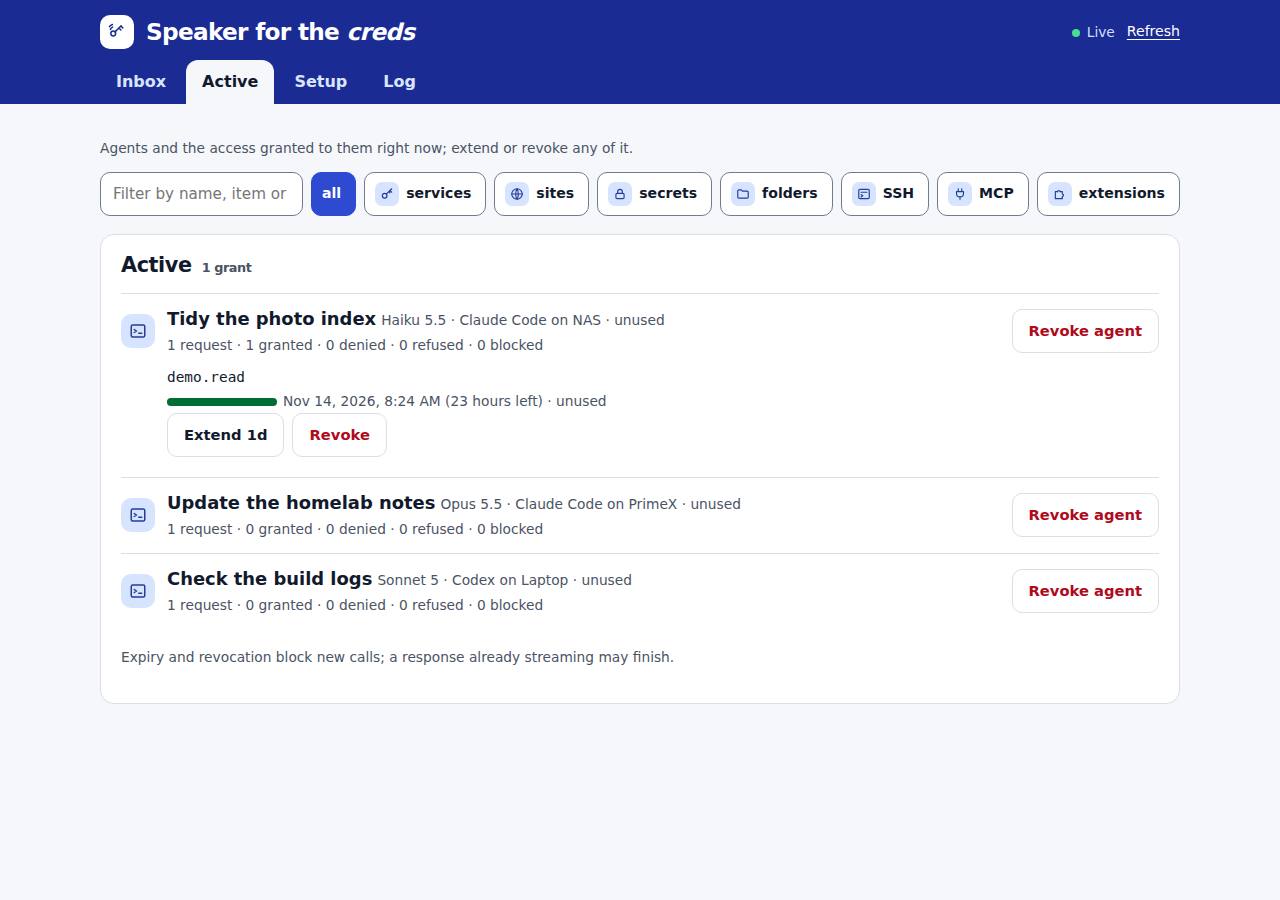 Speaker for the creds
Live Refresh
Inbox Active Setup Log
Agents and the access granted to them right now; extend or revoke any of it.
Filter by name, item or all services sites secrets folders SSH MCP extensions
Active 1 grant
Tidy the photo index Haiku 5.5 · Claude Code on NAS · unused
Revoke agent
1 request · 1 granted · 0 denied · 0 refused · 0 blocked
demo.read
Nov 14, 2026, 8:24 AM (23 hours left) · unused
Extend 1d Revoke
Update the homelab notes Opus 5.5 · Claude Code on PrimeX · unused
Revoke agent
1 request · 0 granted · 0 denied · 0 refused · 0 blocked
Check the build logs Sonnet 5 · Codex on Laptop · unused
Revoke agent
1 request · 0 granted · 0 denied · 0 refused · 0 blocked
Expiry and revocation block new calls; a response already streaming may finish.